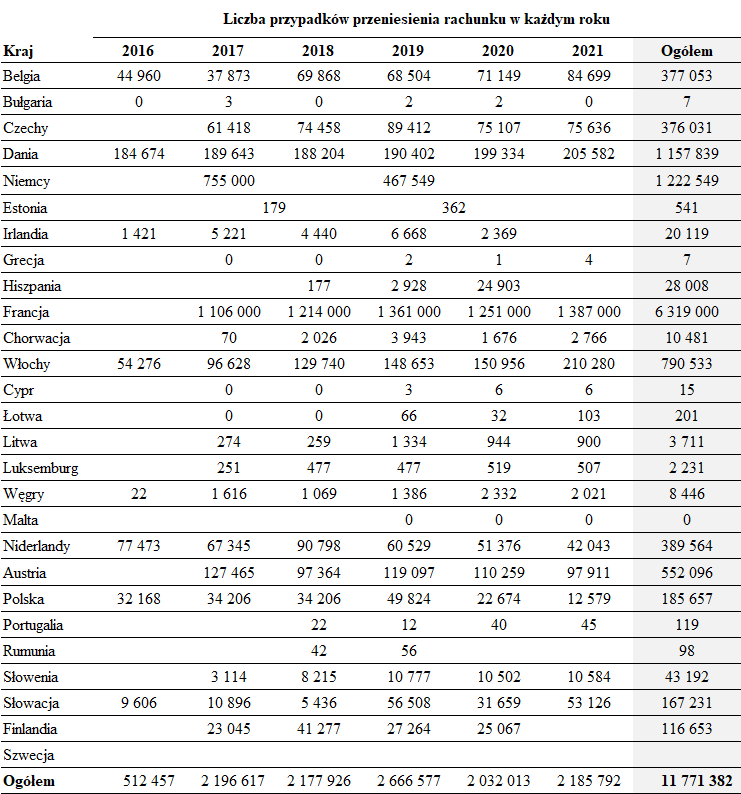 Liczba przypadków przeniesienia rachunku w każdym roku
Kraj 2016 2017 2018 2019 2020 2021 Ogółem
Belgia 44 960 37 873 69 868 68 504 71 149 84 699 377 053
Bułgaria 0 3 0 2 2 0 7
Czechy 61 418 74 458 89 412 75 107 75 636 376 031
Dania 184 674 189 643 188 204 190 402 199 334 205 582 1 157 839
Niemcy 755 000 467 549 1 222 549
Estonia 179 362 541
Irlandia 1 421 5 221 4 440 6 668 2 369 20 119
Grecja 0 0 2 1 4 7
Hiszpania 177 2 928 24 903 28 008
Francja 1 106 000 1 214 000 1 361 000 1 251 000 1 387 000 6 319 000
Chorwacja 70 2 026 3 943 1 676 2 766 10 481
Włochy 54 276 96 628 129 740 148 653 150 956 210 280 790 533
Cypr 0 0 3 6 6 15
Łotwa 0 0 66 32 103 201
Litwa 274 259 1 334 944 900 3 711
Luksemburg 251 477 477 519 507 2 231
Węgry 22 1 616 1 069 1 386 2 332 2 021 8 446
Malta 0 0 0 0
Niderlandy 77 473 67 345 90 798 60 529 51 376 42 043 389 564
Austria 127 465 97 364 119 097 110 259 97 911 552 096
Polska 32 168 34 206 34 206 49 824 22 674 12 579 185 657
Portugalia 22 12 40 45 119
Rumunia 42 56 98
Słowenia 3 114 8 215 10 777 10 502 10 584 43 192
Słowacja 9 606 10 896 5 436 56 508 31 659 53 126 167 231
Finlandia 23 045 41 277 27 264 25 067 116 653
Szwecja
Ogółem 512 457 2 196 617 2 177 926 2 666 577 2 032 013 2 185 792 11 771 382